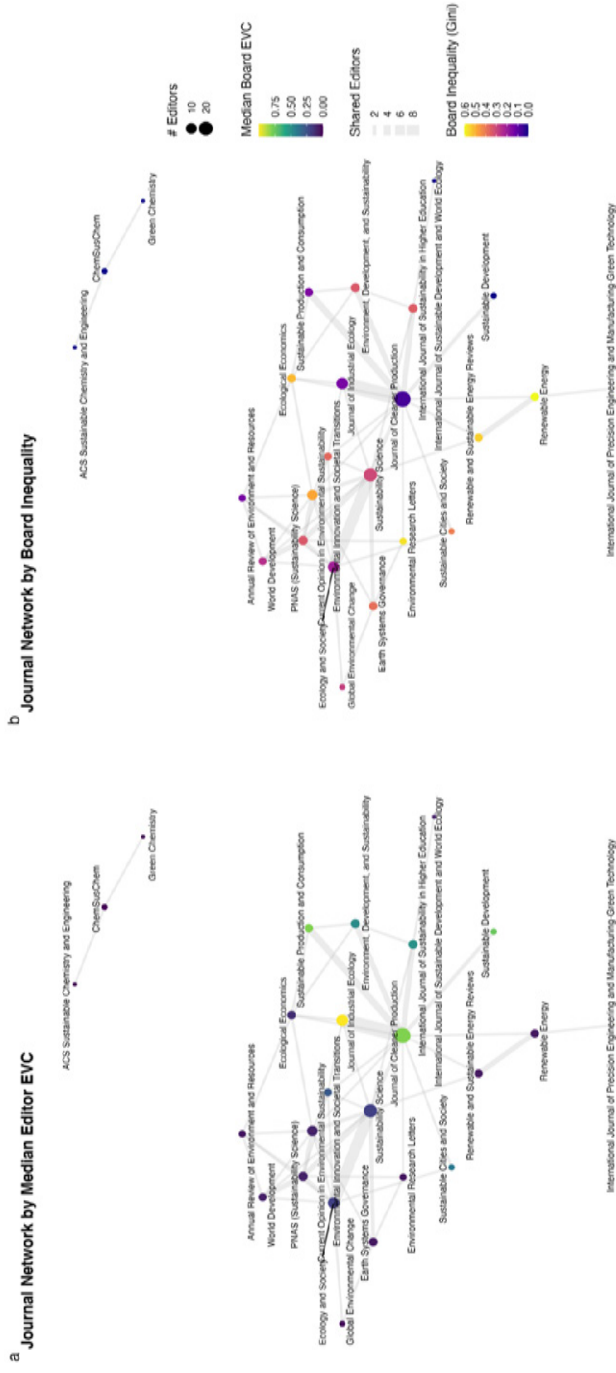 a
Journal Network by Median Editor EVC
ACS Sustainable Chemistry and Engineering
ChemSusChem
Green Chemistry
Annual Review of Environment and Resources
World Development
Ecological Economics
Sustainable Production and Consumption
PNAS (Sustainability Science)
Current Opinion in Environmental Sustainability
Ecology and Society
Environmental Innovation and Societal Transitions
Journal of Industrial Ecology
Environment, Development, and Sustainability
Global Environmental Change
Earth Systems Governance
Sustainability Science
Journal of Cleaner Production
Environmental Research Letters
International Journal of Sustainability in Higher Education
International Journal of Sustainable Development and World Ecology
Sustainable Cities and Society
Renewable and Sustainable Energy Reviews
Sustainable Development
Renewable Energy
International Journal of Precision Engineering and Manufacturing-Green Technology
b
Journal Network by Board Inequality
ACS Sustainable Chemistry and Engineering
ChemSusChem
Green Chemistry
Annual Review of Environment and Resources
World Development
Ecological Economics
Sustainable Production and Consumption
PNAS (Sustainability Science)
Current Opinion in Environmental Sustainability
Ecology and Society
Environmental Innovation and Societal Transitions
Journal of Industrial Ecology
Environment, Development, and Sustainability
Global Environmental Change
Earth Systems Governance
Sustainability Science
Journal of Cleaner Production
Environmental Research Letters
International Journal of Sustainability in Higher Education
International Journal of Sustainable Development and World Ecology
Sustainable Cities and Society
Renewable and Sustainable Energy Reviews
Sustainable Development
Renewable Energy
International Journal of Precision Engineering and Manufacturing-Green Technology
# Editors
10
20
Median Board EVC
0.75
0.50
0.25
0.00
Shared Editors
2
4
6
8
Board Inequality (Gini)
0.6
0.5
0.4
0.3
0.2
0.1
0.0